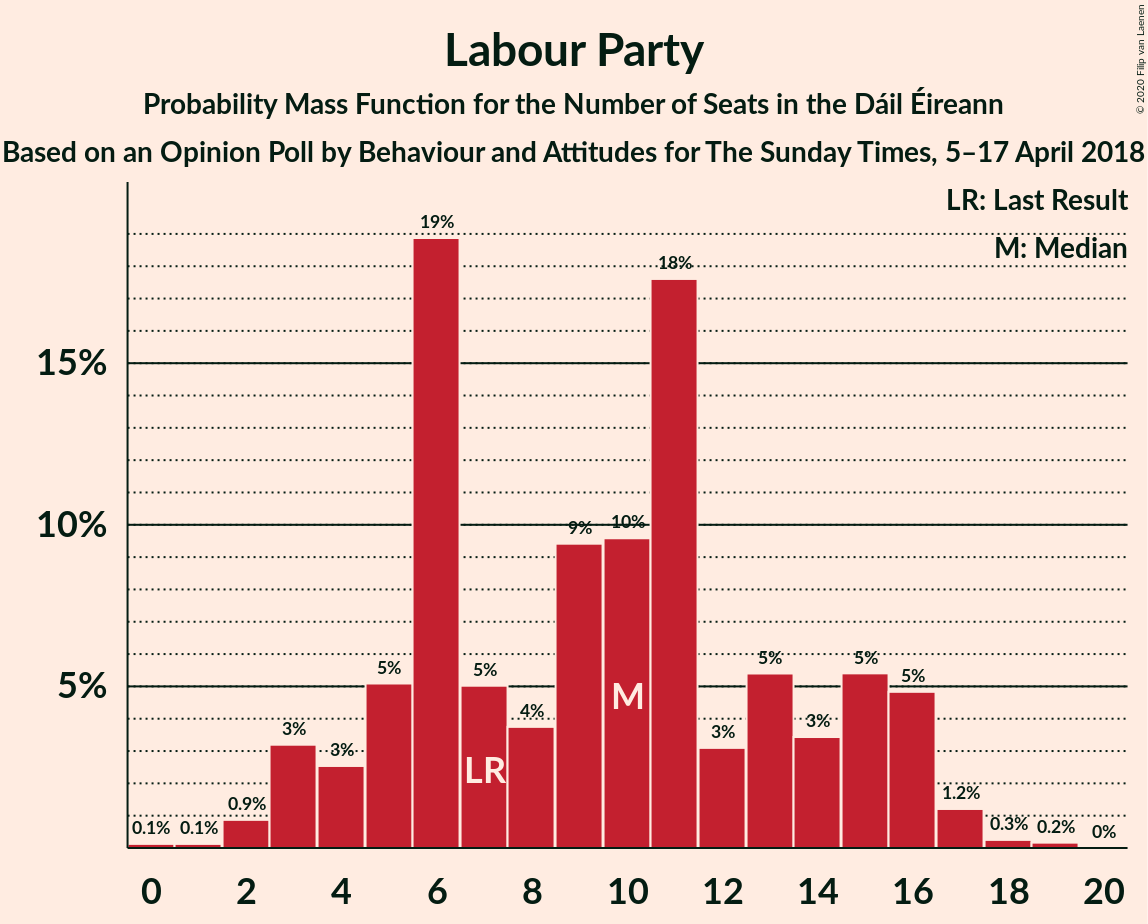 Labour Party
Probability Mass Function for the Number of Seats in the Dáil Éireann
Based on an Opinion Poll by Behaviour and Attitudes for The Sunday Times, 5–17 April 2018
© 2020 Filip van Laenen
LR: Last Result
M: Median
15%
10%
5%
0.1%
0.1%
0.9%
3%
3%
5%
19%
5%
4%
9%
10%
18%
3%
5%
3%
5%
5%
1.2%
0.3%
0.2%
0%
LR
M
0 2 4 6 8 10 12 14 16 18 20